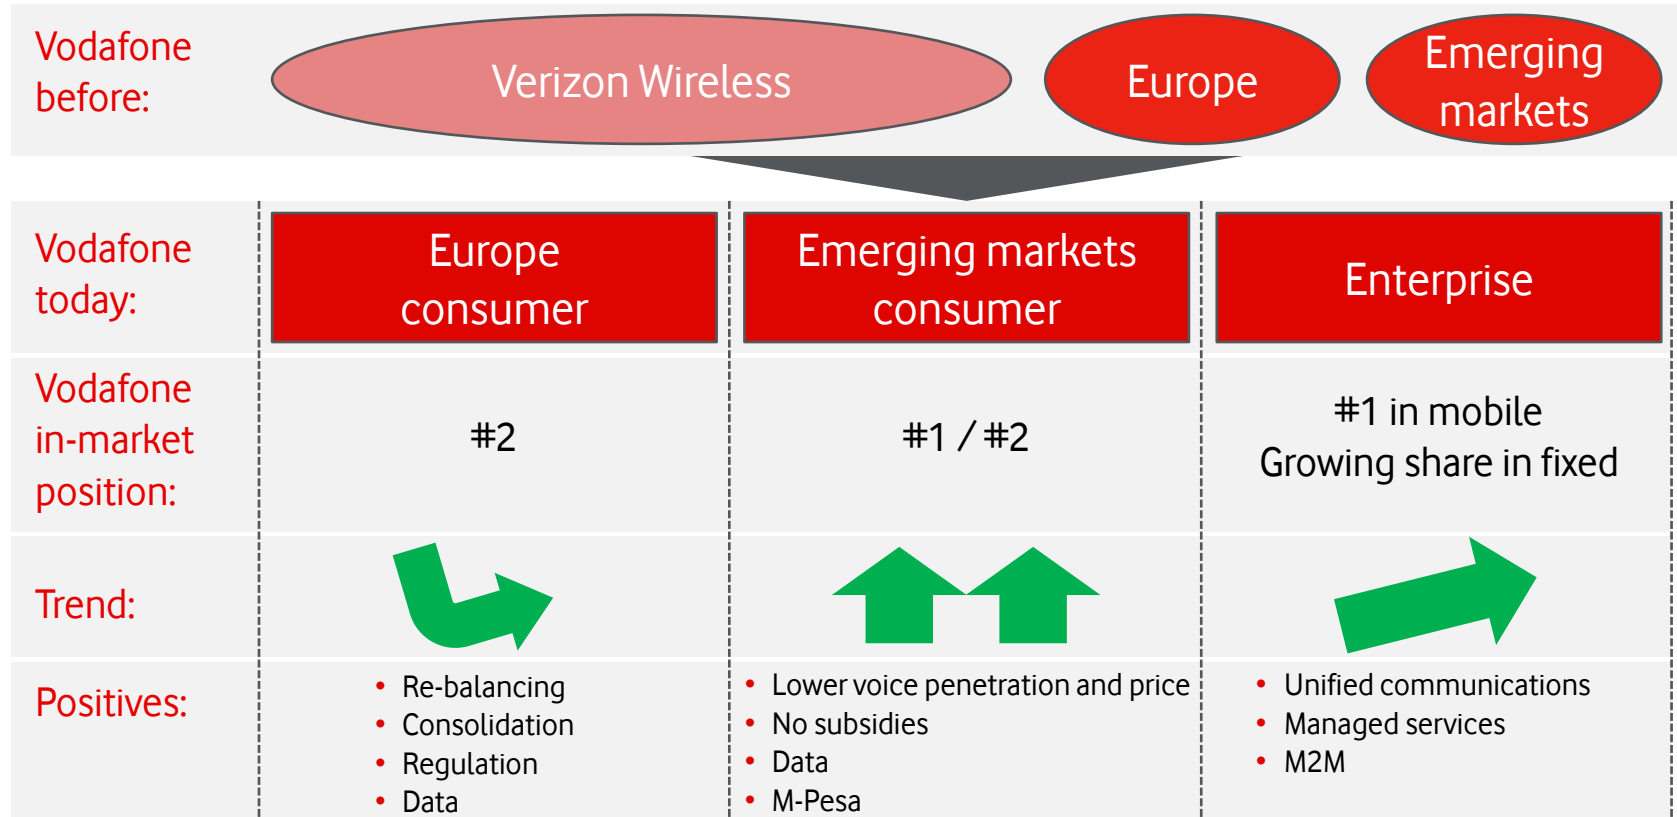 Vodafone
before:
Verizon Wireless
Europe
Emerging
markets
Vodafone
today:
Europe
consumer
Emerging markets
consumer
Enterprise
Vodafone
in-market
position:
#2
#1 / #2
#1 in mobile
Growing share in fixed
Trend:
Positives:
• Re-balancing
• Consolidation
• Regulation
• Data
• Lower voice penetration and price
• No subsidies
• Data
• M-Pesa
• Unified communications
• Managed services
• M2M